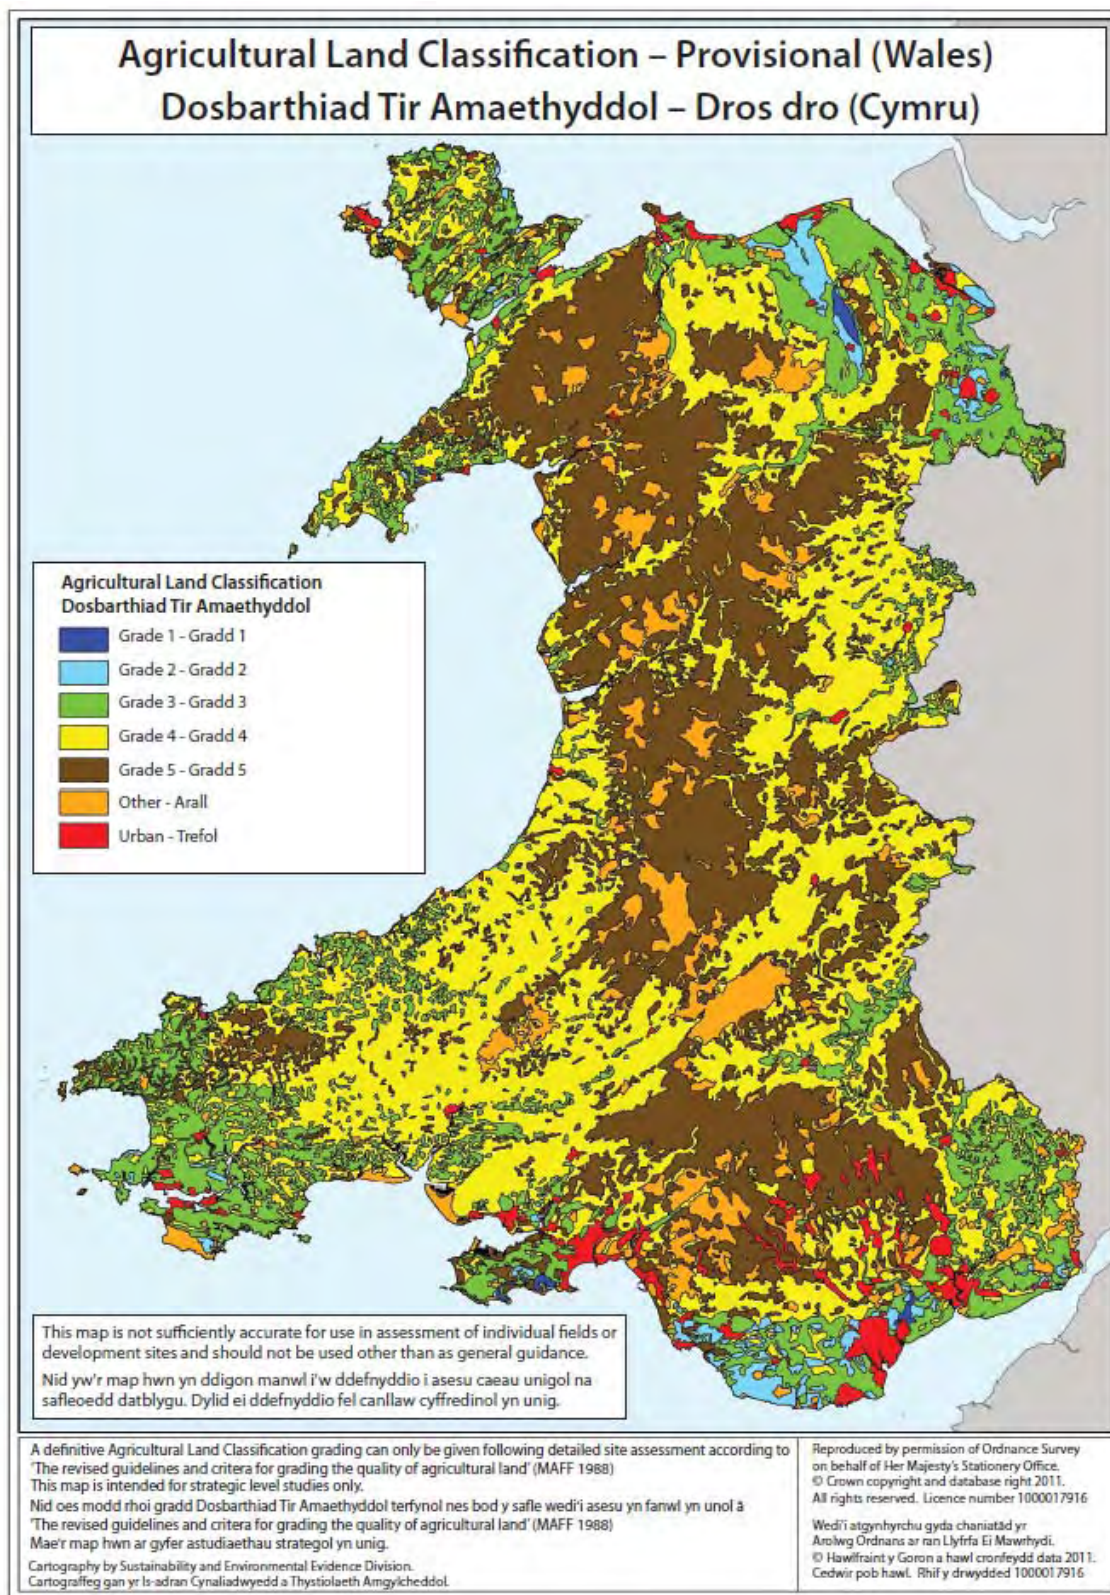 Agricultural Land Classification – Provisional (Wales)
Dosbarthiad Tir Amaethyddol – Dros dro (Cymru)
Agricultural Land Classification
Dosbarthiad Tir Amaethyddol
Grade 1 - Gradd 1
Grade 2 - Gradd 2
Grade 3 - Gradd 3
Grade 4 - Gradd 4
Grade 5 - Gradd 5
Other - Arall
Urban - Trefol
This map is not sufficiently accurate for use in assessment of individual fields or
development sites and should not be used other than as general guidance.
Nid yw'r map hwn yn ddigon manwl i'w ddefnyddio i asesu caeau unigol na
safleoedd datblygu. Dylid ei ddefnyddio fel canllaw cyffredinol yn unig.
A definitive Agricultural Land Classification grading can only be given following detailed site assessment according to
'The revised guidelines and critera for grading the quality of agricultural land' (MAFF 1988)
This map is intended for strategic level studies only.
Nid oes modd rhoi gradd Dosbarthiad Tir Amaethyddol terfynol nes bod y safle wedi'i asesu yn fanwl yn unol â
'The revised guidelines and critera for grading the quality of agricultural land' (MAFF 1988)
Mae'r map hwn ar gyfer astudiaethau strategol yn unig.
Cartography by Sustainability and Environmental Evidence Division.
Cartograffeg gan yr Is-adran Cynaliadwyedd a Thystiolaeth Amgylcheddol.
Reproduced by permission of Ordnance Survey
on behalf of Her Majesty's Stationery Office.
© Crown copyright and database right 2011.
All rights reserved. Licence number 1000017916
Wedi'i atgynhyrchu gyda chaniatâd yr
Arolwg Ordnans ar ran Llyfrfa Ei Mawrhydi.
© Hawlfraint y Goron a hawl cronfeydd data 2011.
Cedwir pob hawl. Rhif y drwydded 1000017916